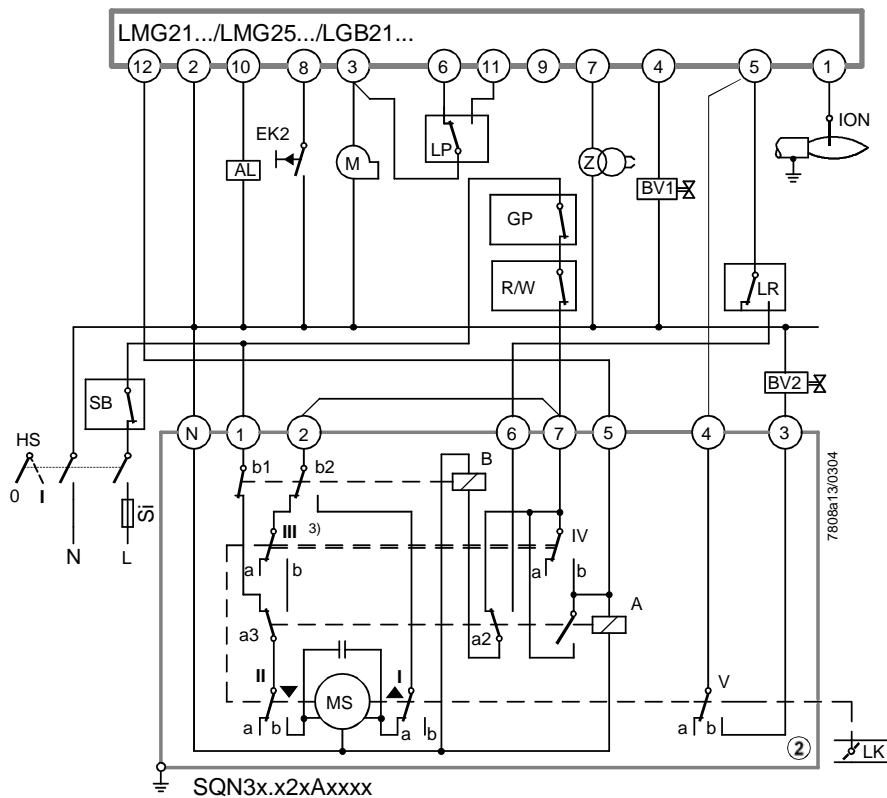 LMG21.../LMG25.../LGB21...
12 2 10 8 3 6 11 9 7 4 5 1
EK2
ION
AL
M
LP
Z
BV1
GP
R/W
LR
SB
BV2
HS
0 I
Si
N L
N 1 2 6 7 5 4 3
b1 b2 B
III 3) IV
a b a b
A
a3 a2
II I V
MS
a b a b a b
2
LK
7808a13/0304
SQN3x.x2xAxxxx